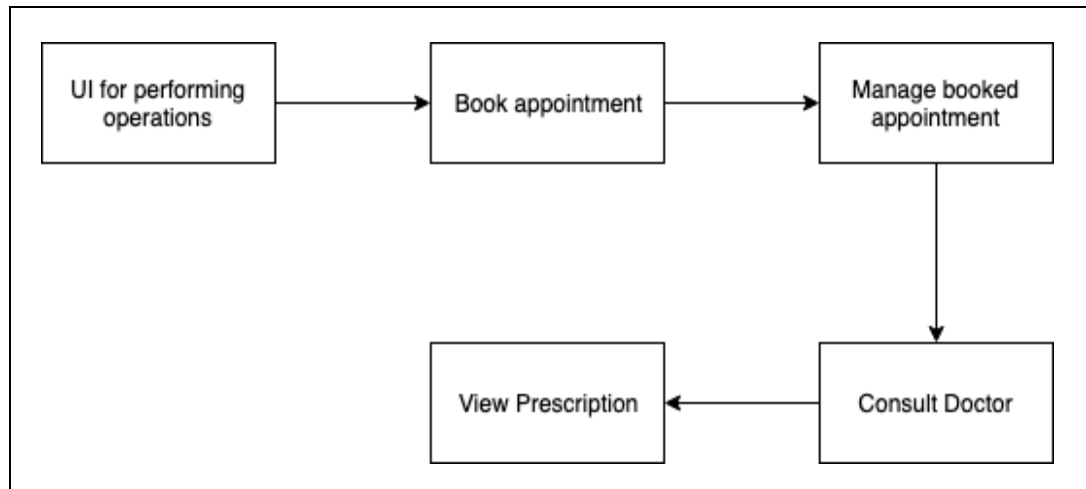 UI for performing
operations
Book appointment
Manage booked
appointment
View Prescription
Consult Doctor